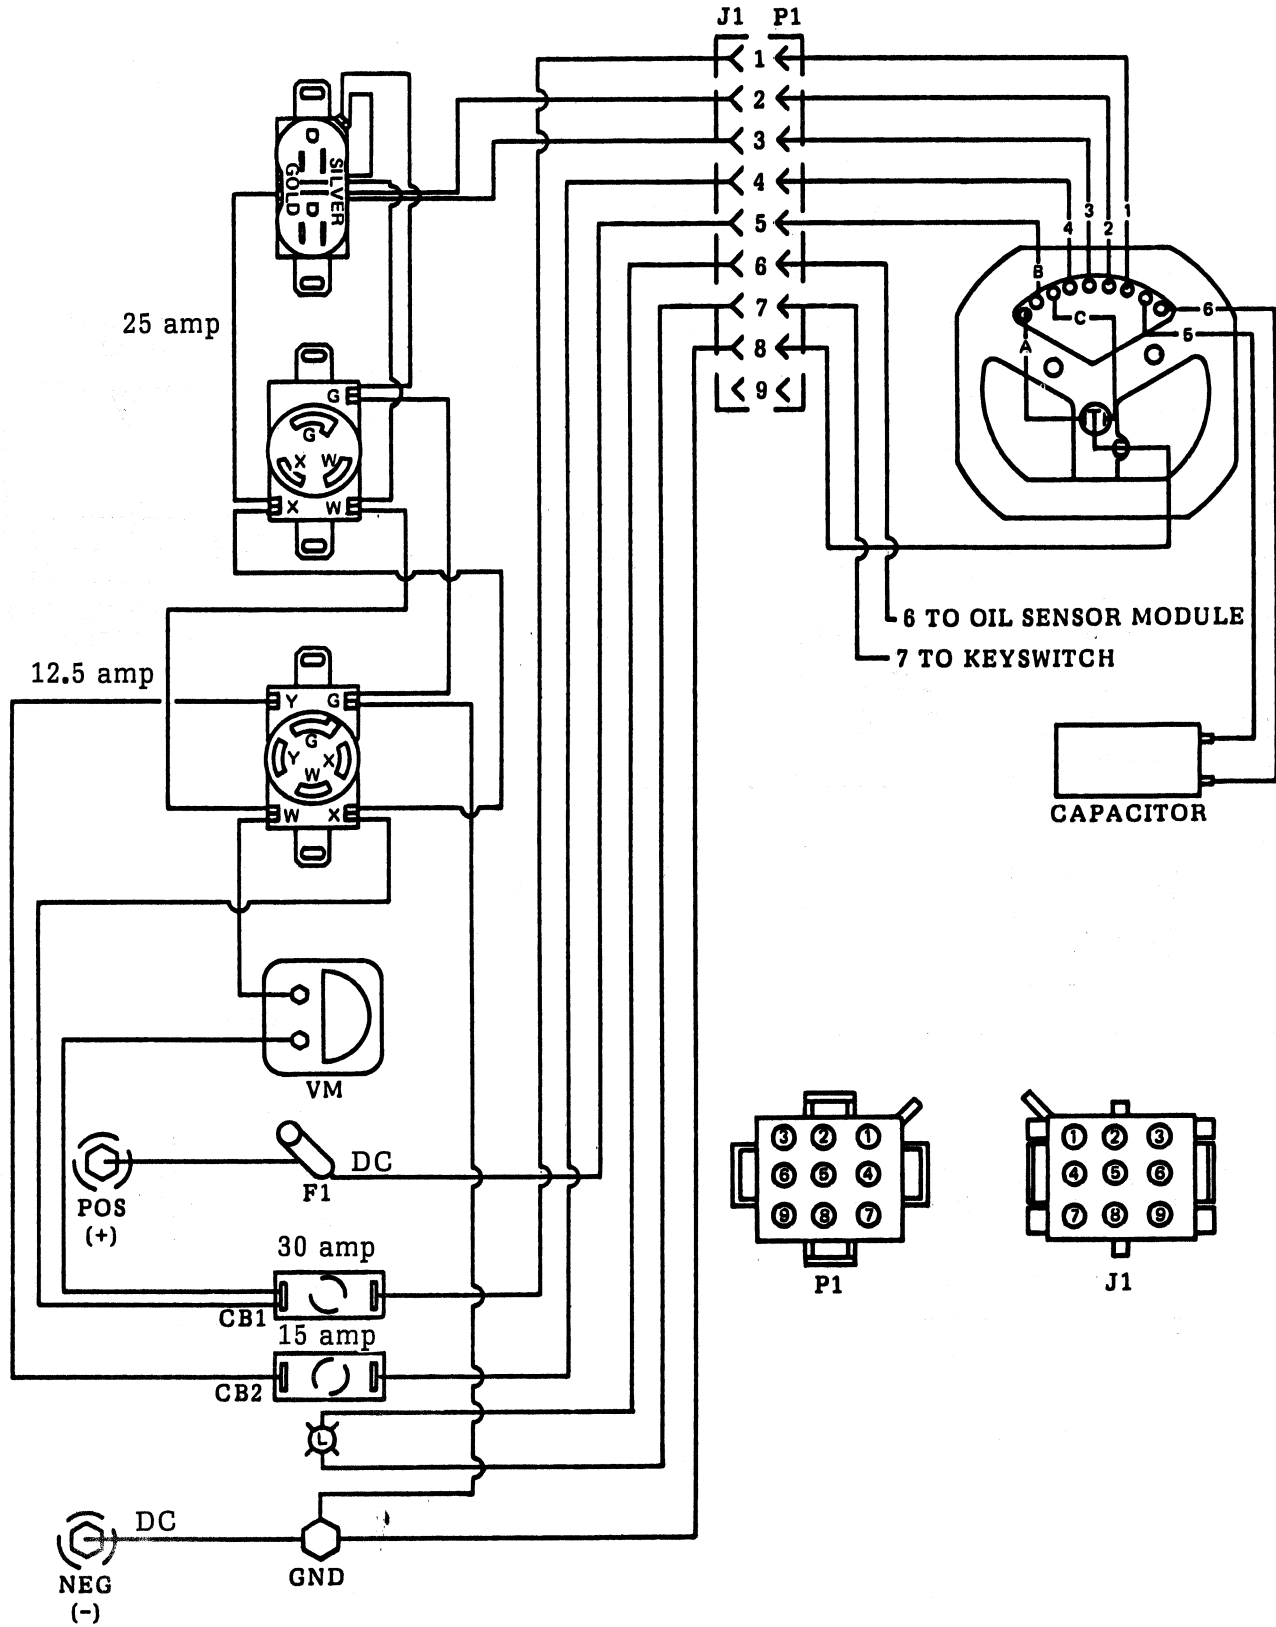 J1 P1
1
2
3
4
5
6
7
8
9
D
GOLD
SILVER
D
25 amp
G
G
X W
X W
3 1
4 2
B
C
A
6
5
T1
6 TO OIL SENSOR MODULE
7 TO KEYSWITCH
12.5 amp
Y G
G
Y X
W
W X
CAPACITOR
VM
POS
(+)
F1
DC
30 amp
CB1
15 amp
CB2
L
DC
NEG
(-)
GND
3 2 1
6 5 4
9 8 7
P1
1 2 3
4 5 6
7 8 9
J1